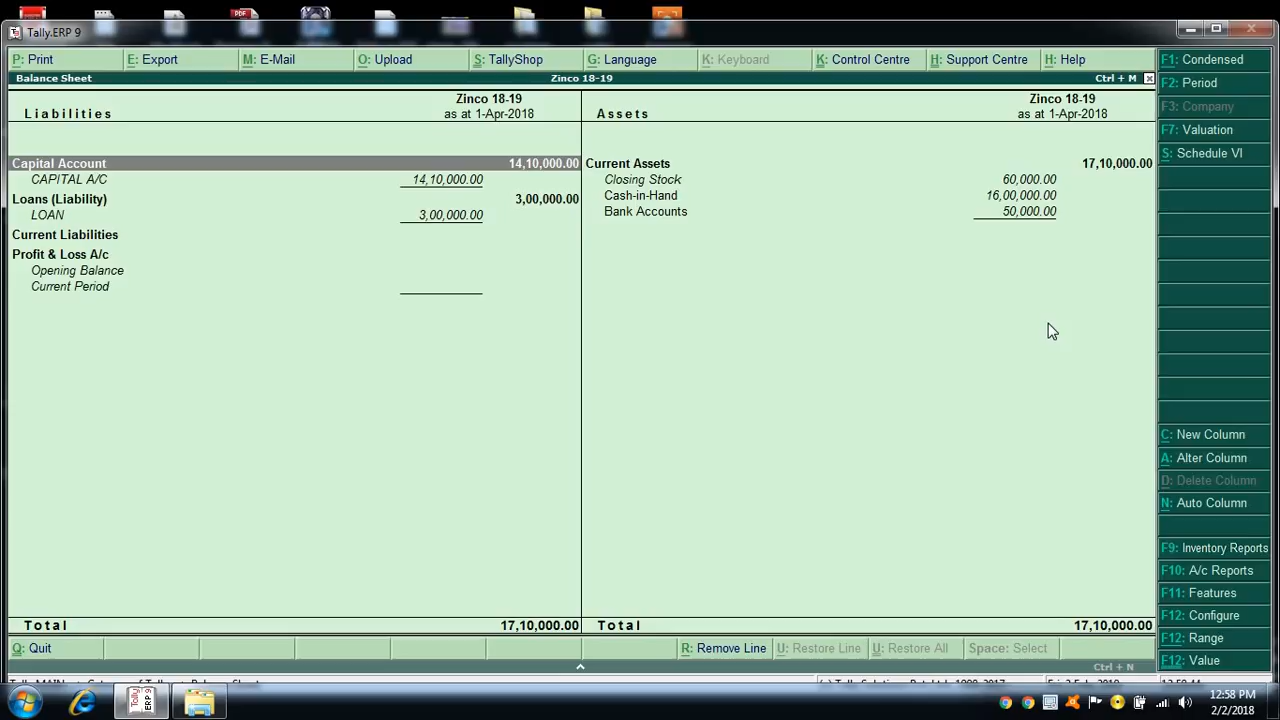 Tally.ERP 9
P: Print E: Export M: E-Mail O: Upload S: TallyShop G: Language K: Keyboard K: Control Centre H: Support Centre H: Help
Balance Sheet Zinco 18-19 Ctrl + M
Zinco 18-19 Zinco 18-19
Liabilities as at 1-Apr-2018 Assets as at 1-Apr-2018
Capital Account 14,10,000.00 Current Assets 17,10,000.00
CAPITAL A/C 14,10,000.00 Closing Stock 60,000.00
Loans (Liability) 3,00,000.00 Cash-in-Hand 16,00,000.00
LOAN 3,00,000.00 Bank Accounts 50,000.00
Current Liabilities
Profit & Loss A/c
Opening Balance
Current Period
Total 17,10,000.00 Total 17,10,000.00
Q: Quit R: Remove Line U: Restore Line U: Restore All Space: Select
Ctrl + N
F1: Condensed
F2: Period
F3: Company
F7: Valuation
S: Schedule VI
C: New Column
A: Alter Column
D: Delete Column
N: Auto Column
F9: Inventory Reports
F10: A/c Reports
F11: Features
F12: Configure
F12: Range
F12: Value
PDF
12:58 PM
2/2/2018